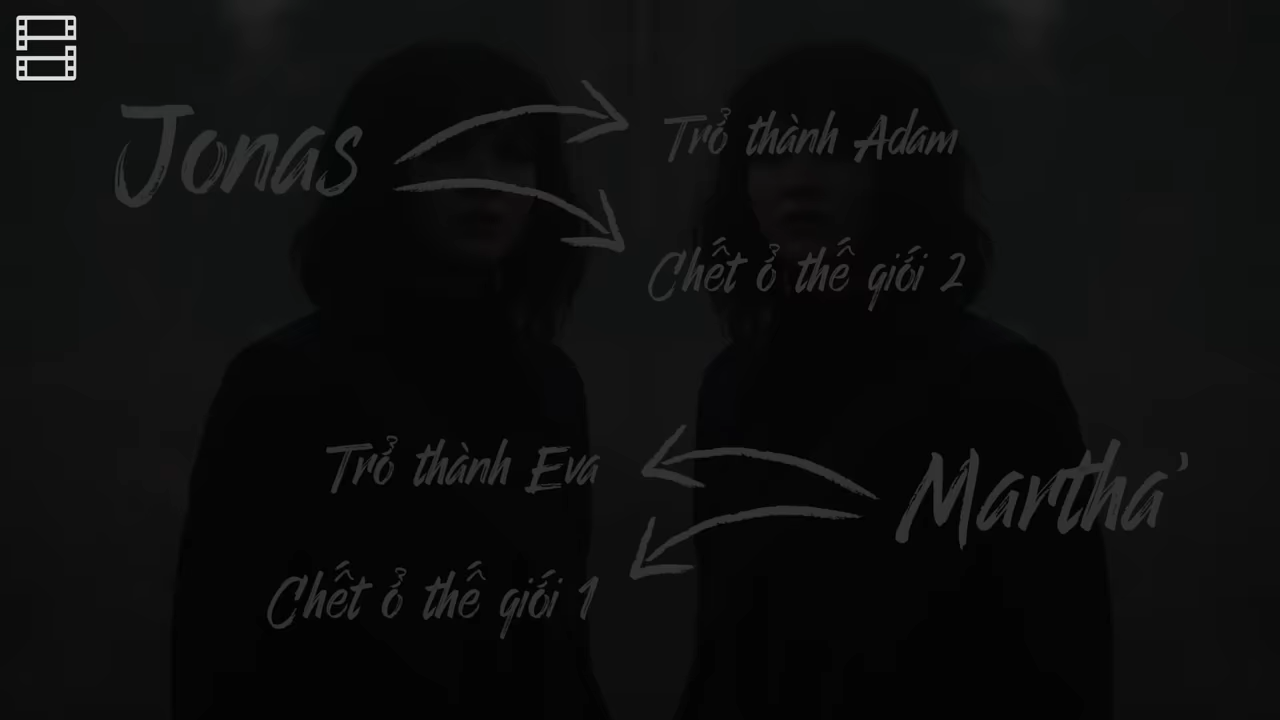 Jonas
Trở thành Adam
Chết ở thế giới 2
Trở thành Eva
Martha'
Chết ở thế giới 1